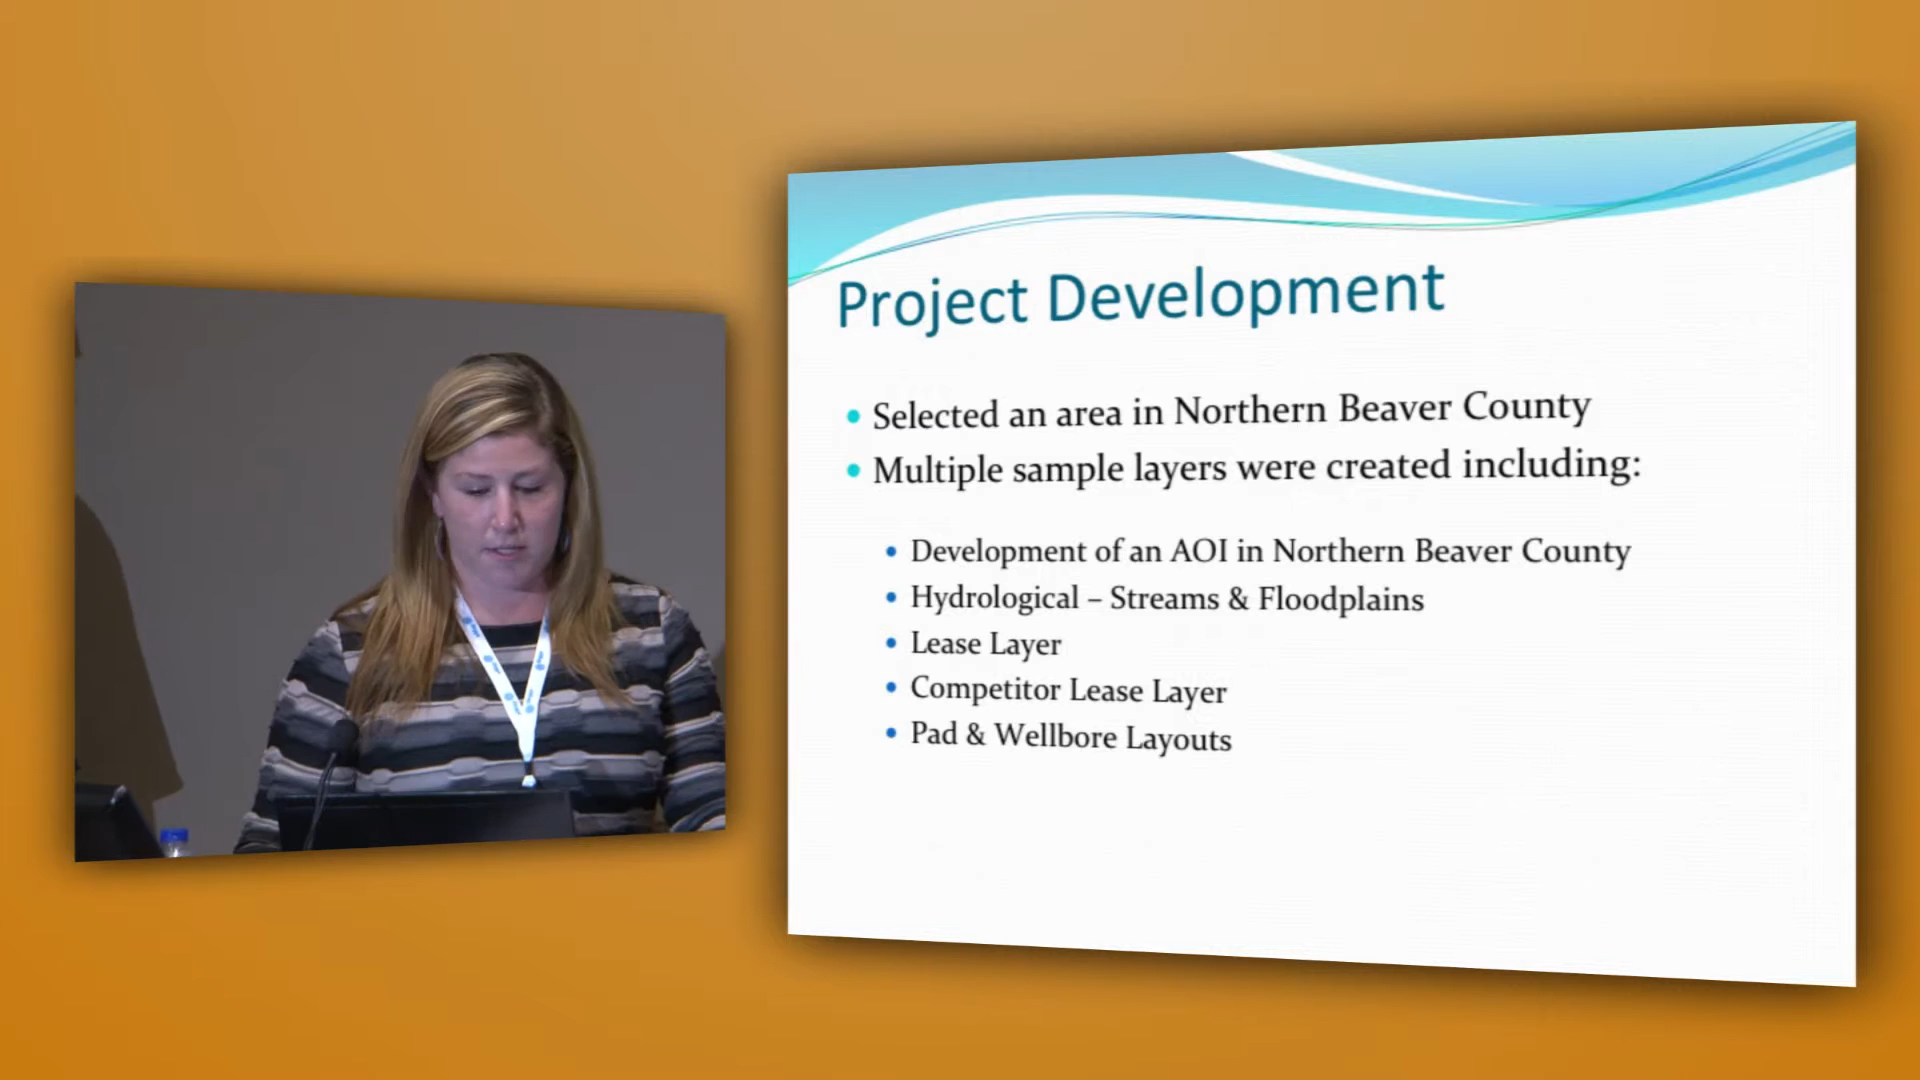 Project Development
Selected an area in Northern Beaver County
Multiple sample layers were created including:
Development of an AOI in Northern Beaver County
Hydrological – Streams & Floodplains
Lease Layer
Competitor Lease Layer
Pad & Wellbore Layouts